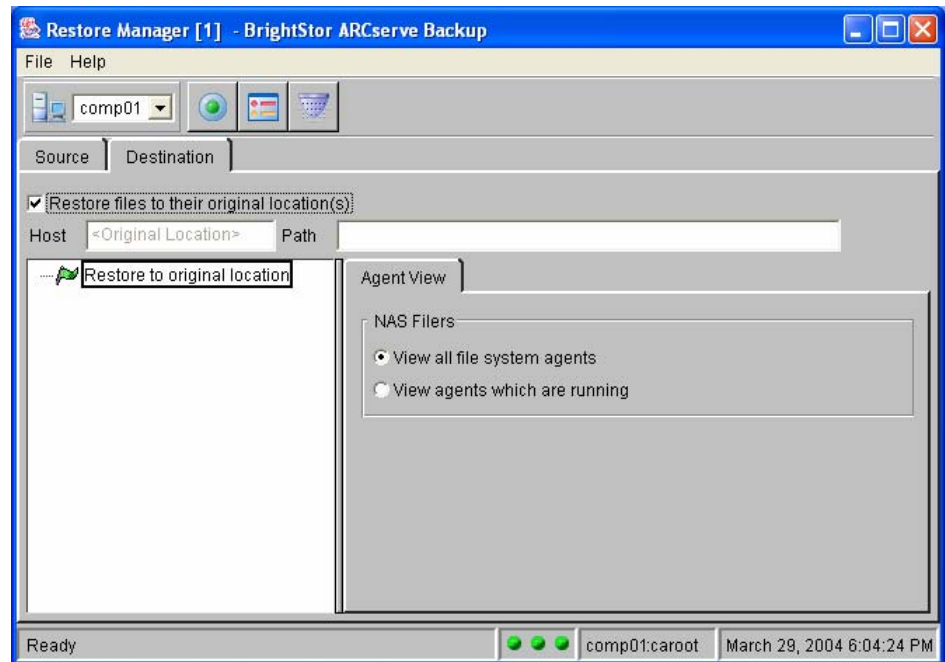 Restore Manager [1] - BrightStor ARCserve Backup
File Help
comp01
Source Destination
Restore files to their original location(s)
Host <Original Location> Path
Restore to original location
Agent View
NAS Filers
View all file system agents
View agents which are running
Ready comp01:caroot March 29, 2004 6:04:24 PM